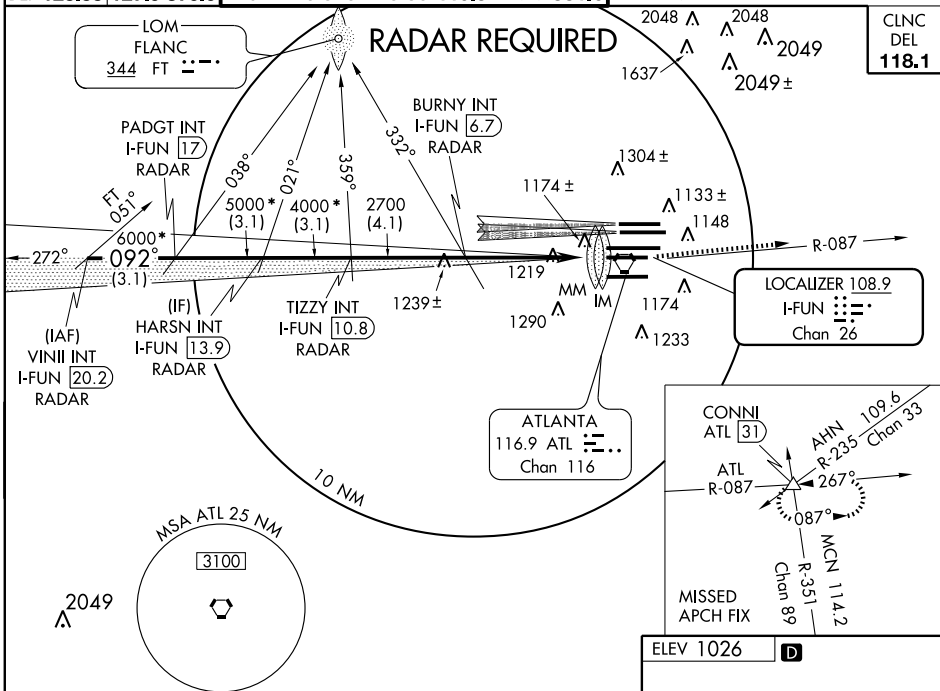 LOM
FLANC
344 FT
RADAR REQUIRED
2048
2048
2049
1637
2049 ±
CLNC
DEL
118.1
PADGT INT
I-FUN 17
RADAR
BURNY INT
I-FUN 6.7
RADAR
038°
021°
359°
332°
1304 ±
1174 ±
1133 ±
1148
FT
051°
5000 *
(3.1)
4000 *
(3.1)
2700
(4.1)
6000 *
272°
092°
(3.1)
R-087
1219
1239 ±
MM
IM
1290
1174
1233
LOCALIZER 108.9
I-FUN
Chan 26
(IAF)
VINII INT
I-FUN 20.2
RADAR
(IF)
HARSN INT
I-FUN 13.9
RADAR
TIZZY INT
I-FUN 10.8
RADAR
ATLANTA
116.9 ATL
Chan 116
10 NM
CONNI
ATL 31
AHN 109.6
R-235 Chan 33
ATL
R-087
267°
087°
MCN 114.2
R-351
Chan 89
MISSED
APCH FIX
MSA ATL 25 NM
3100
2049
ELEV 1026 D